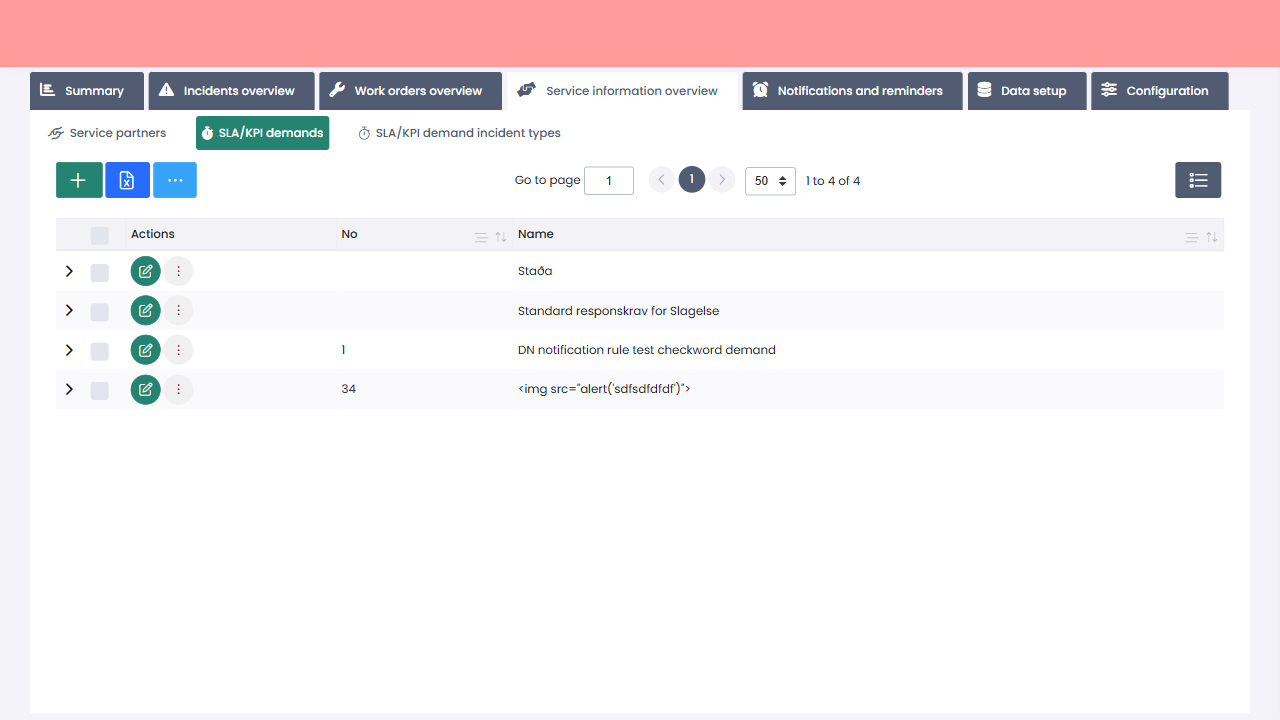 Summary
Incidents overview
Work orders overview
Service information overview
Notifications and reminders
Data setup
Configuration
Service partners
SLA/KPI demands
SLA/KPI demand incident types
Go to page 1
1
50
1 to 4 of 4
Actions No Name
Staða
Standard responskrav for Slagelse
1 DN notification rule test checkword demand
34 <img src="alert('sdfsdfdfdf')">